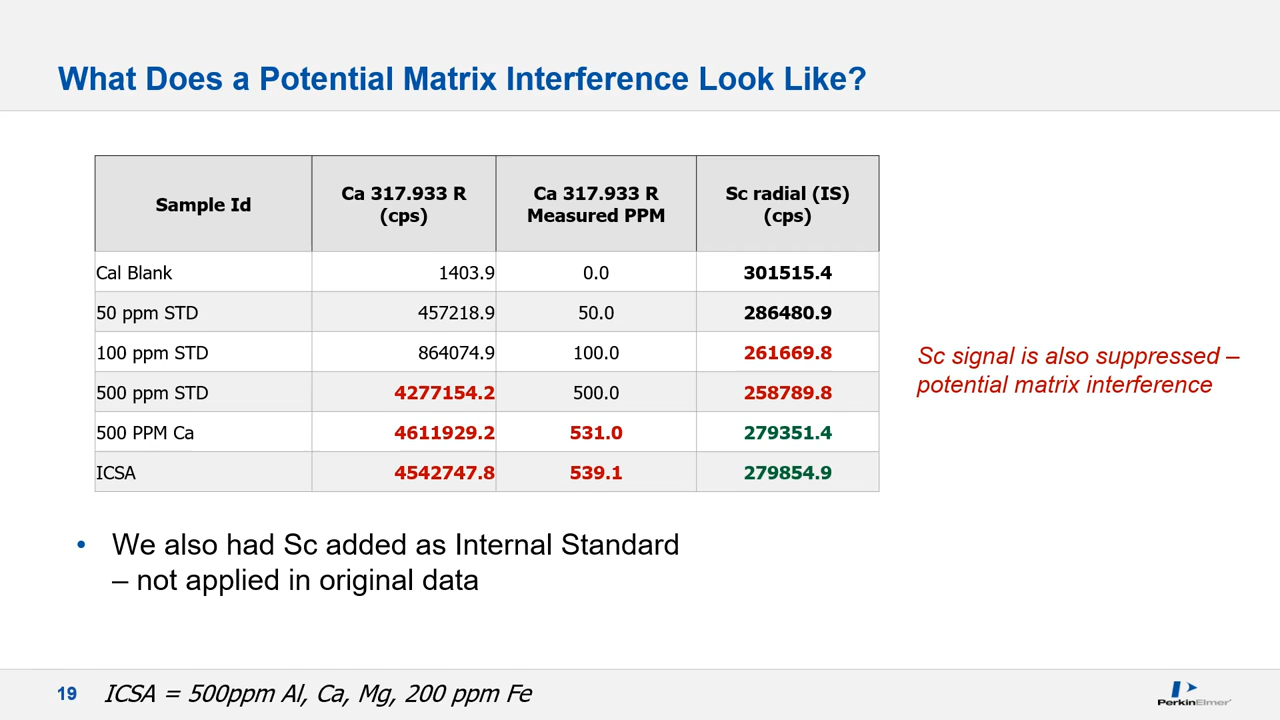 What Does a Potential Matrix Interference Look Like?
Sample Id
Ca 317.933 R
(cps)
Ca 317.933 R
Measured PPM
Sc radial (IS)
(cps)
Cal Blank 1403.9 0.0 301515.4
50 ppm STD 457218.9 50.0 286480.9
100 ppm STD 864074.9 100.0 261669.8
500 ppm STD 4277154.2 500.0 258789.8
500 PPM Ca 4611929.2 531.0 279351.4
ICSA 4542747.8 539.1 279854.9
Sc signal is also suppressed –
potential matrix interference
• We also had Sc added as Internal Standard
– not applied in original data
19 ICSA = 500ppm Al, Ca, Mg, 200 ppm Fe
PerkinElmer